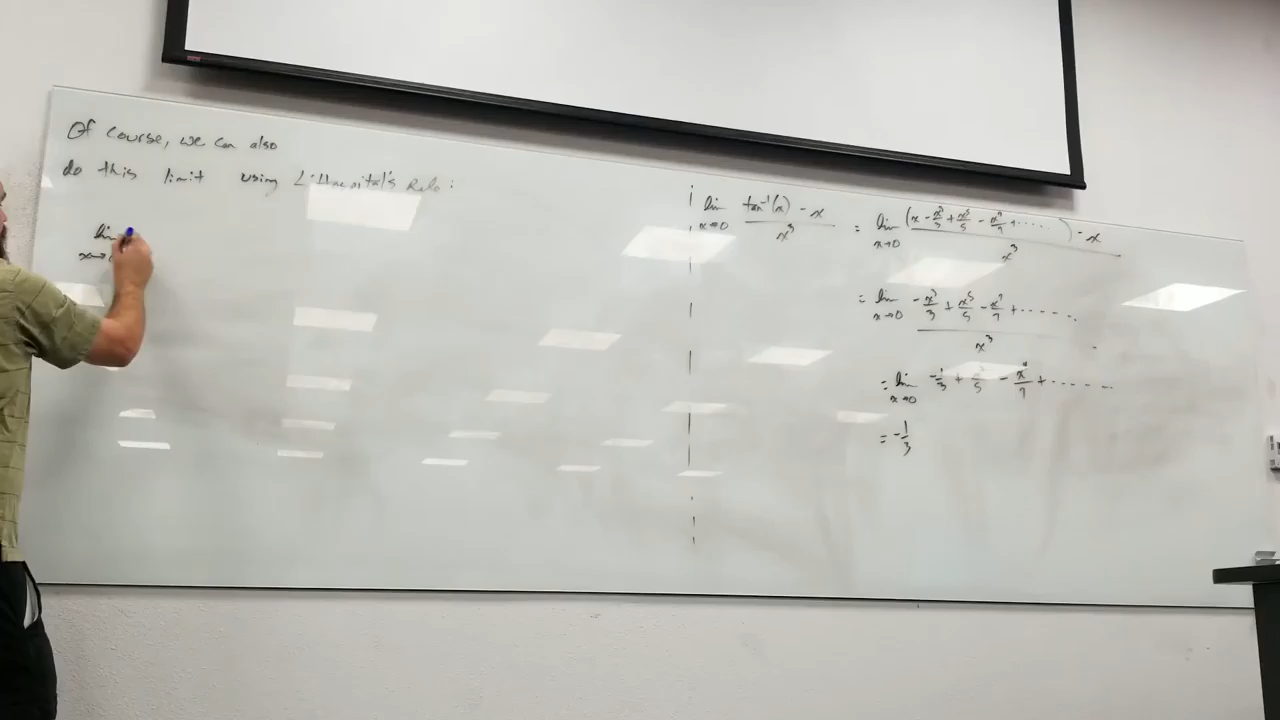 Of course, we can also
do this limit using L'Hospital's Rule:
lim
x→
lim x→0 (tan⁻¹(x) - x)/x³ = lim x→0 ((x - x³/3 + x⁵/5 - x⁷/7 + ......) - x)/x³
= lim x→0 (-x³/3 + x⁵/5 - x⁷/7 + ......)/x³
= lim x→0 -1/3 + x²/5 - x⁴/7 + ......
= -1/3